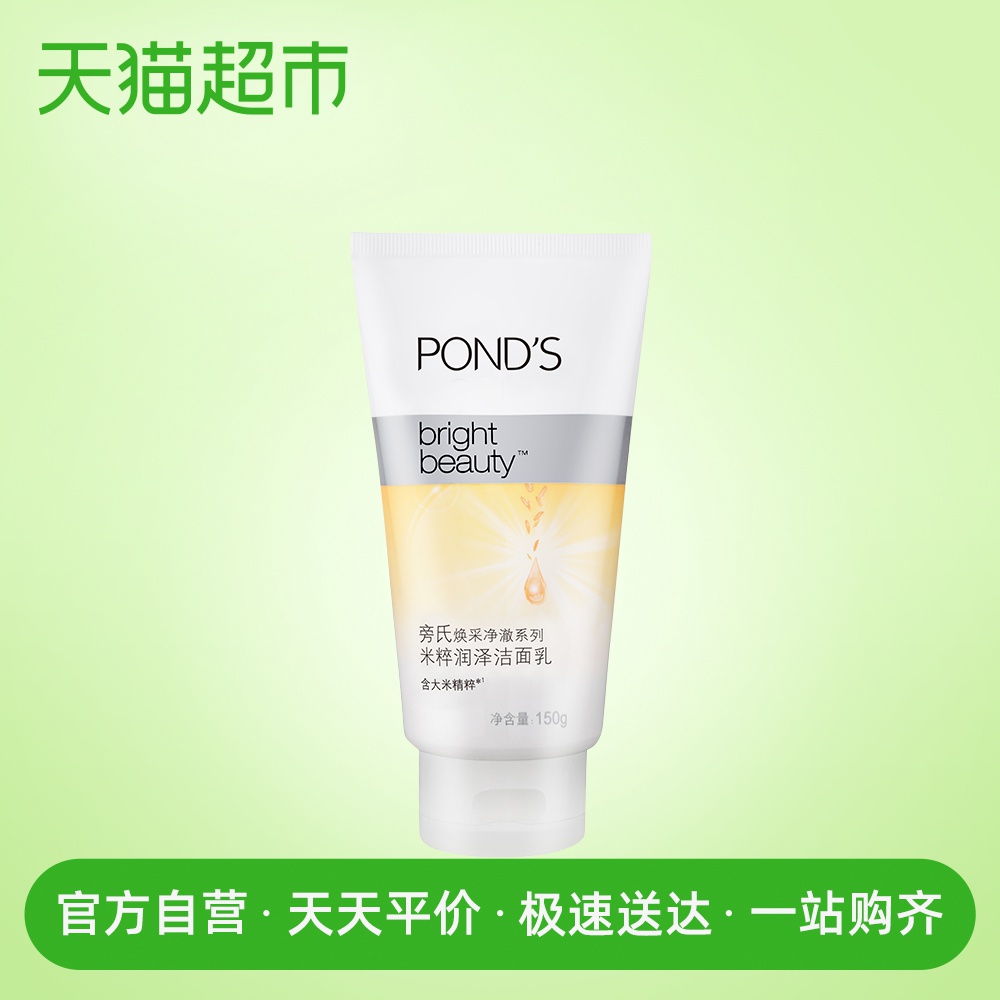 天猫超市
POND'S
bright
beauty™
旁氏焕采净澈系列
米粹润泽洁面乳
含大米精粹*1
净含量:150g
官方自营·天天平价·极速送达·一站购齐